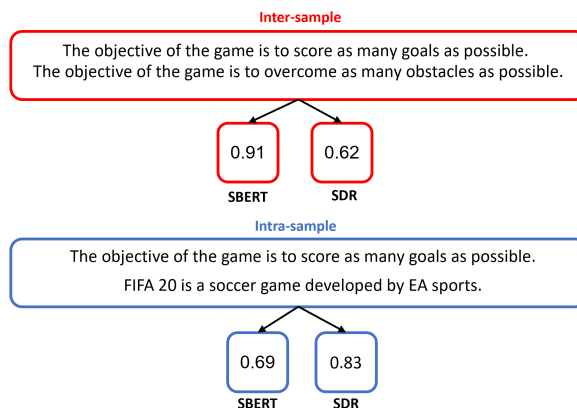 Inter-sample
The objective of the game is to score as many goals as possible.
The objective of the game is to overcome as many obstacles as possible.
0.91 0.62
SBERT SDR
Intra-sample
The objective of the game is to score as many goals as possible.
FIFA 20 is a soccer game developed by EA sports.
0.69 0.83
SBERT SDR